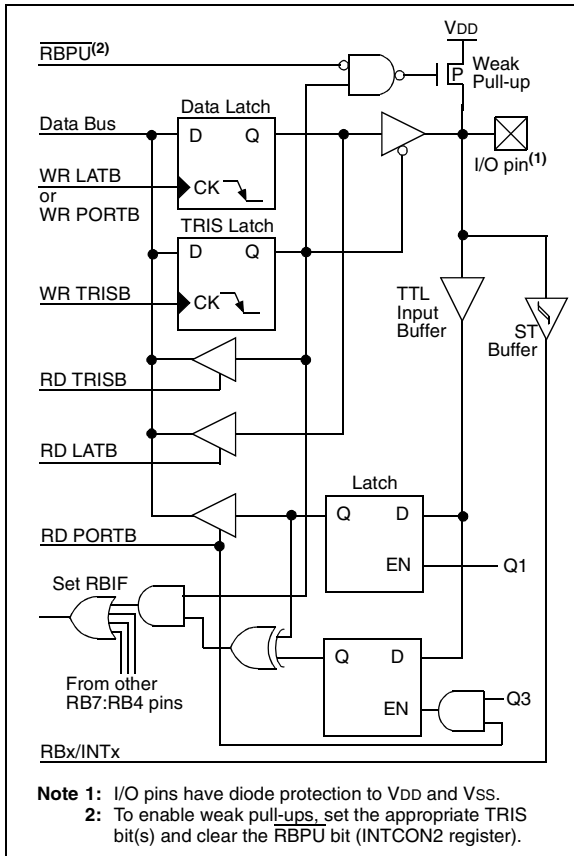 VDD
RBPU(2)
Weak
Pull-up
P
Data Latch
Data Bus
D Q
I/O pin(1)
WR LATB
or
WR PORTB
CK
TRIS Latch
D Q
WR TRISB
CK
TTL
Input
Buffer
ST
Buffer
RD TRISB
RD LATB
Latch
Q D
RD PORTB
EN
Q1
Set RBIF
Q D
From other
RB7:RB4 pins
EN
Q3
RBx/INTx
Note 1: I/O pins have diode protection to VDD and VSS.
2: To enable weak pull-ups, set the appropriate TRIS
bit(s) and clear the RBPU bit (INTCON2 register).